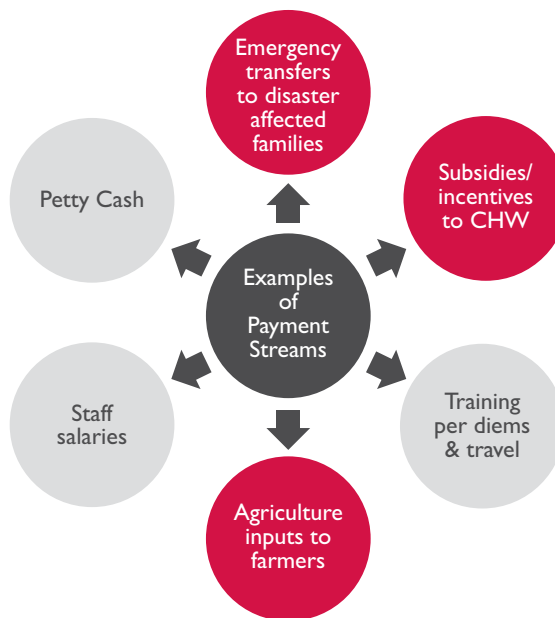 Emergency
transfers
to disaster
affected
families
Petty Cash
Subsidies/
incentives
to CHW
Examples
of
Payment
Streams
Staff
salaries
Training
per diems
& travel
Agriculture
inputs to
farmers